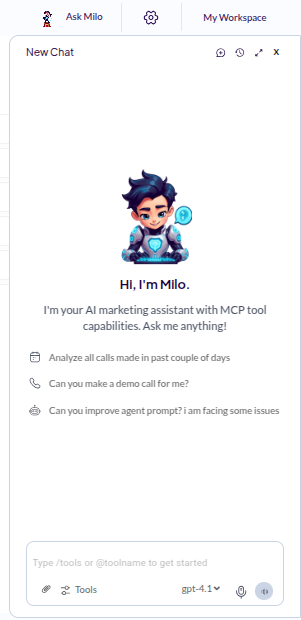 Ask Milo
My Workspace
New Chat
X
Hi, I'm Milo.
I'm your AI marketing assistant with MCP tool
capabilities. Ask me anything!
Analyze all calls made in past couple of days
Can you make a demo call for me?
Can you improve agent prompt? i am facing some issues
Type /tools or @toolname to get started
Tools
gpt-4.1